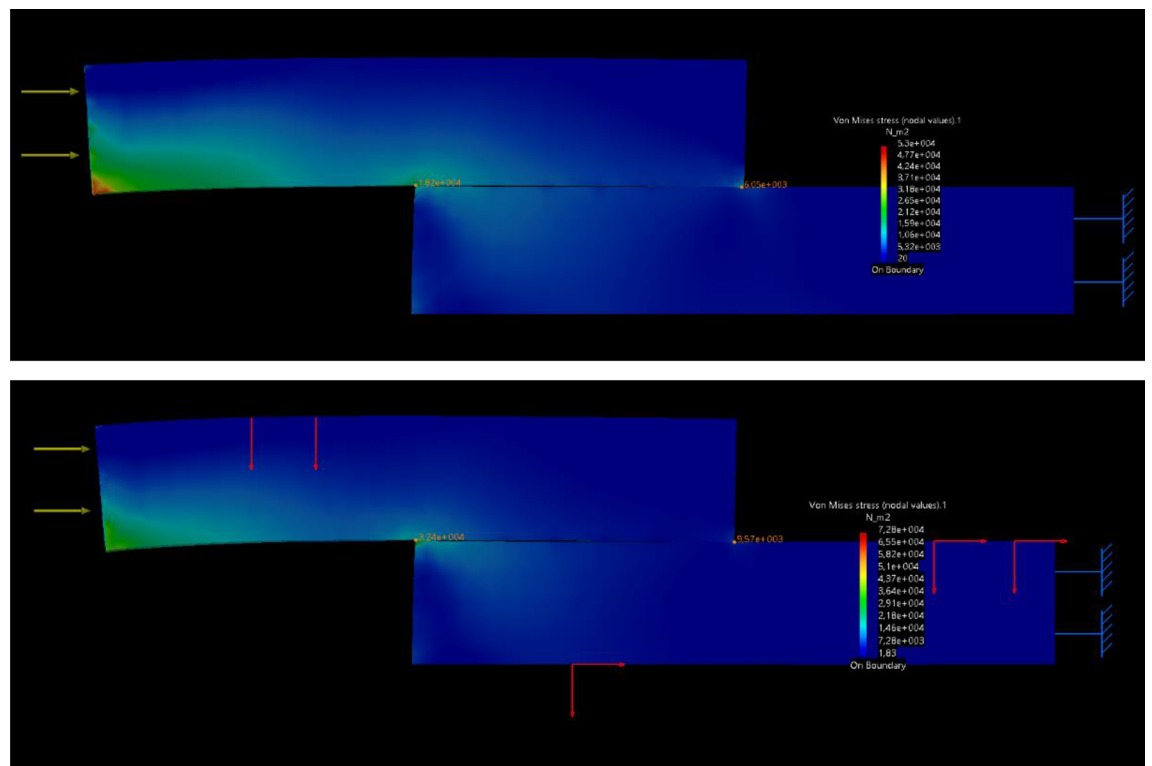 Von Mises stress (nodal values).1
N_m2
5,3e+004
4,77e+004
4,24e+004
3,71e+004
3,18e+004
2,65e+004
2,12e+004
1,59e+004
1,06e+004
5,32e+003
20
On Boundary
1,82e+004
6,05e+003
Von Mises stress (nodal values).1
N_m2
7,28e+004
6,55e+004
5,82e+004
5,1e+004
4,37e+004
3,64e+004
2,91e+004
2,18e+004
1,46e+004
7,28e+003
1,83
On Boundary
3,24e+004
9,57e+003